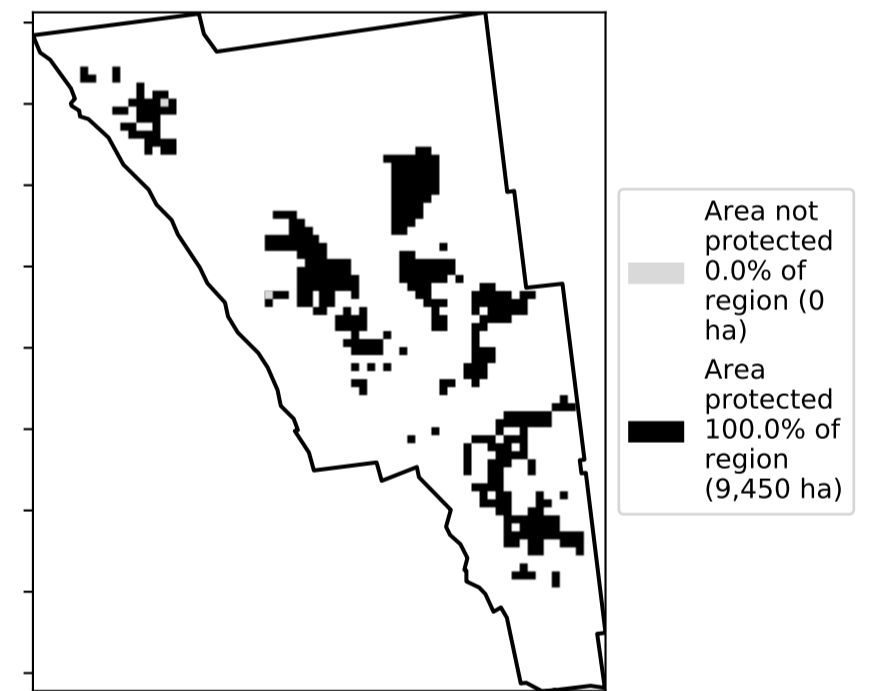 Area not
protected
0.0% of
region (0
ha)
Area
protected
100.0% of
region
(9,450 ha)